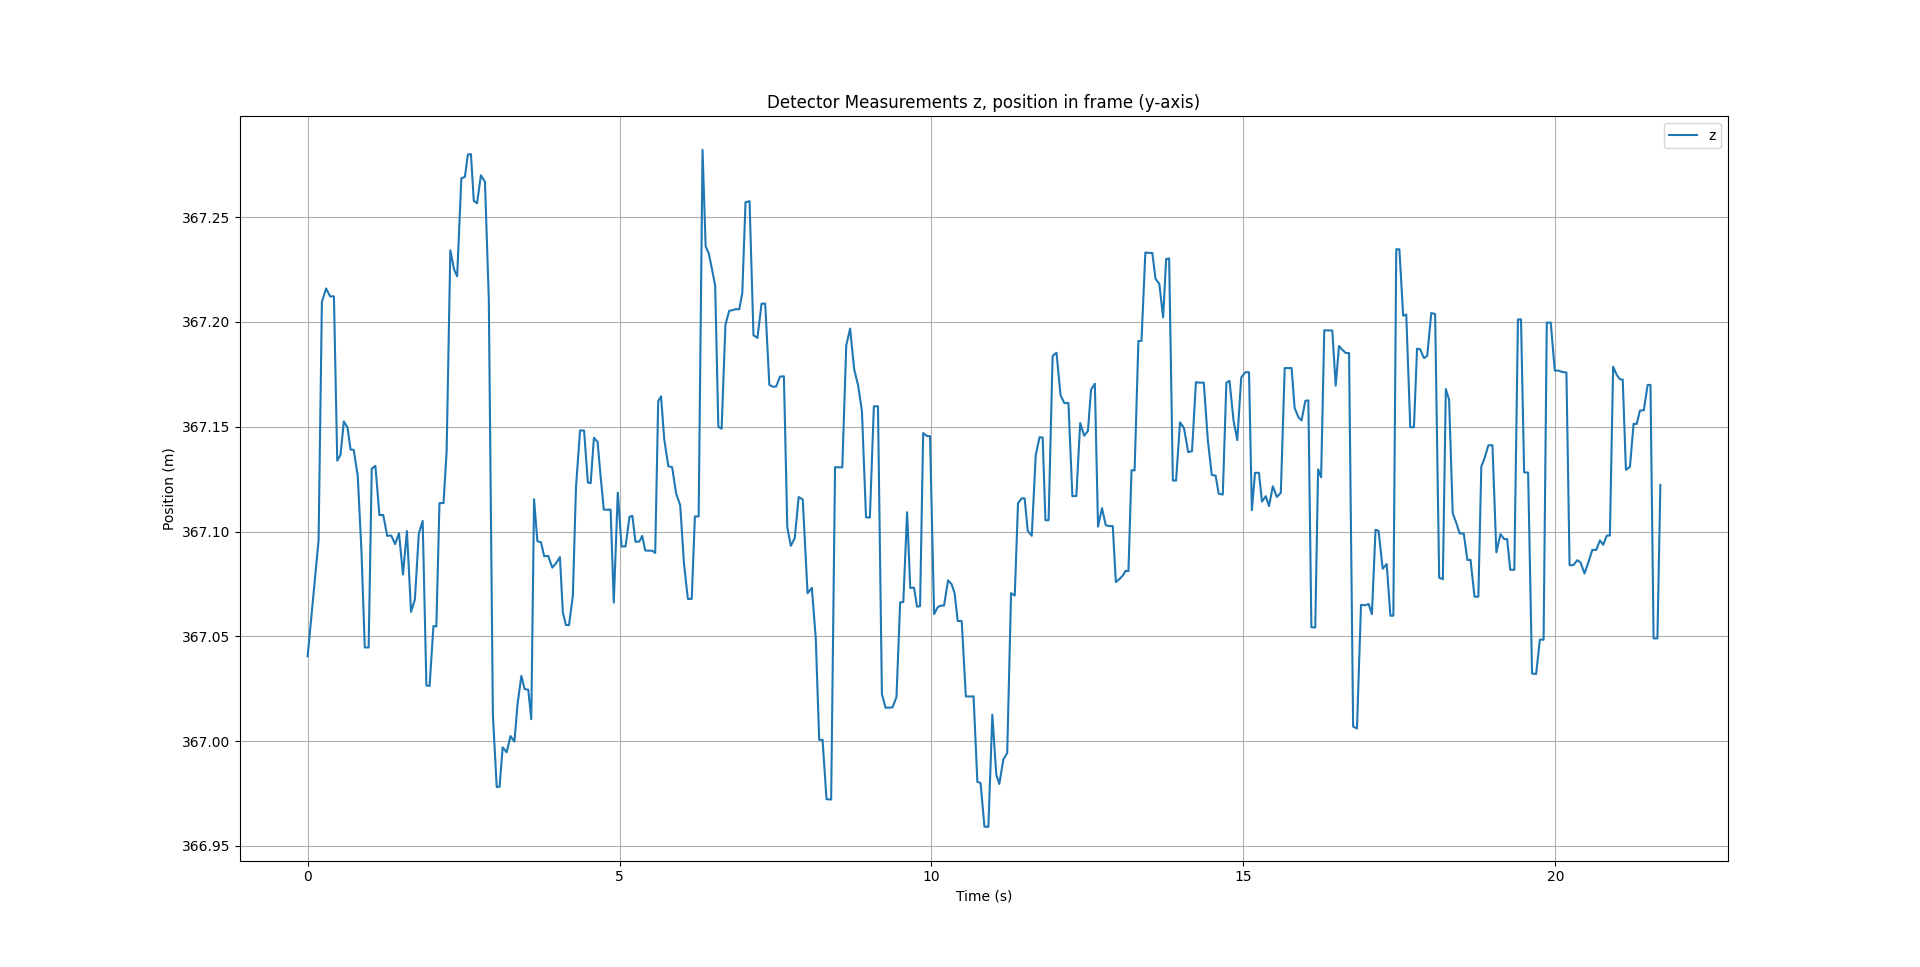 Detector Measurements z, position in frame (y-axis)
z
367.25
367.20
367.15
367.10
367.05
367.00
366.95
Position (m)
0 5 10 15 20
Time (s)